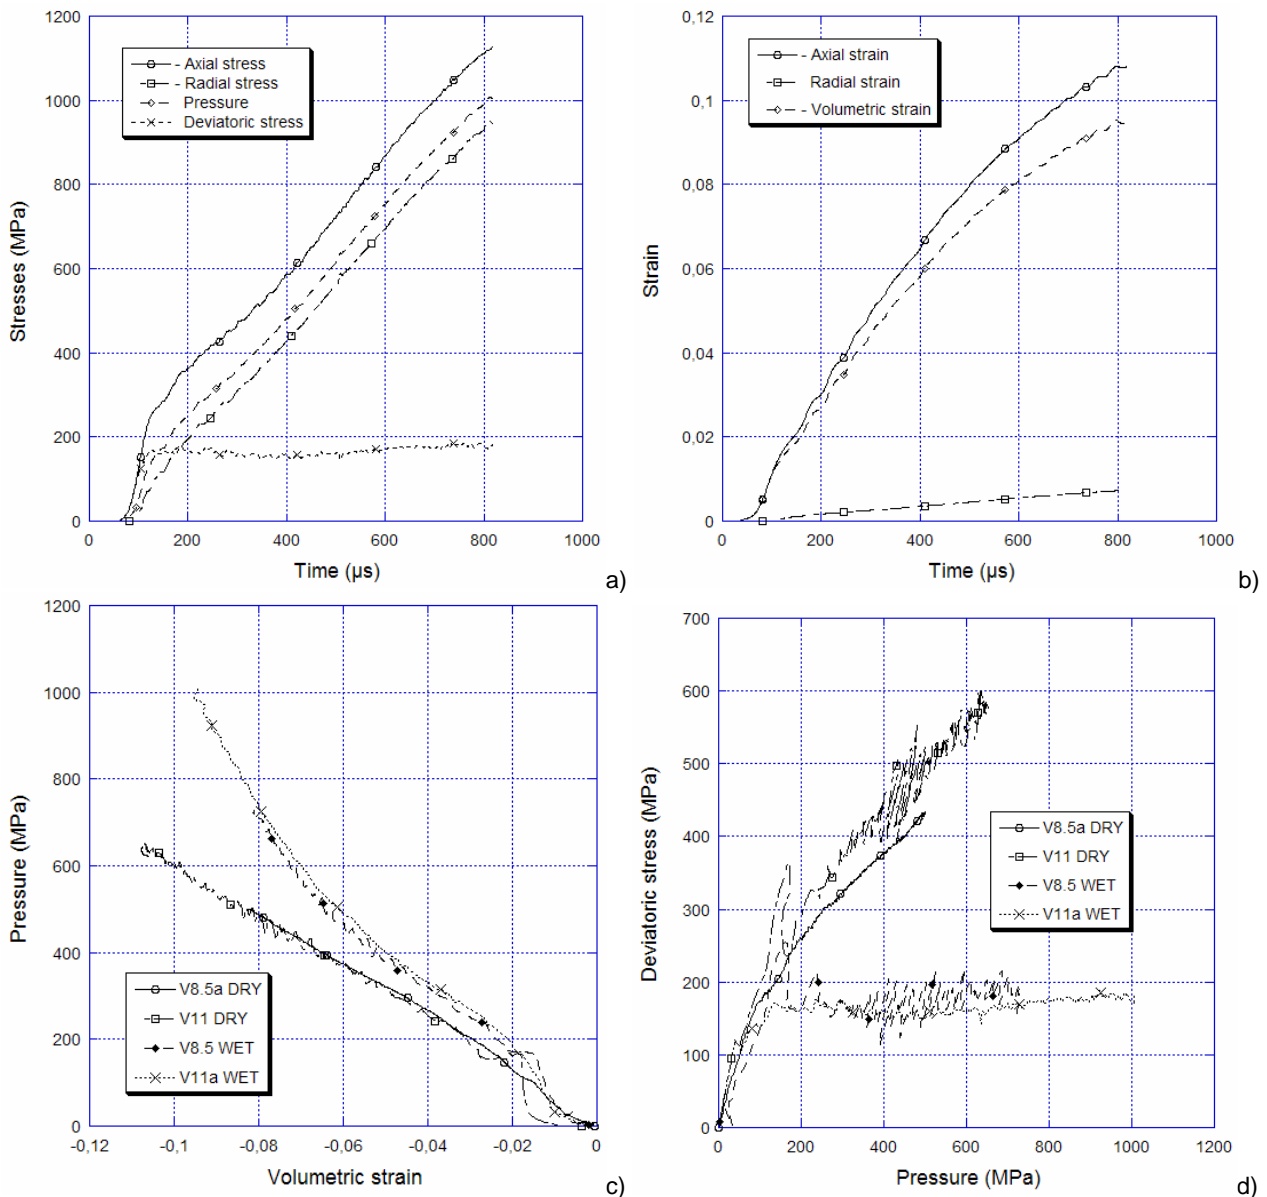 1200
1000
800
600
400
200
0
Stresses (MPa)
- Axial stress
- Radial stress
Pressure
Deviatoric stress
0 200 400 600 800 1000
Time (µs)
a)
0,12
0,1
0,08
0,06
0,04
0,02
0
Strain
- Axial strain
Radial strain
- Volumetric strain
0 200 400 600 800 1000
Time (µs)
b)
1200
1000
800
600
400
200
0
Pressure (MPa)
V8.5a DRY
V11 DRY
V8.5 WET
V11a WET
-0,12 -0,1 -0,08 -0,06 -0,04 -0,02 0
Volumetric strain
c)
700
600
500
400
300
200
100
0
Deviatoric stress (MPa)
V8.5a DRY
V11 DRY
V8.5 WET
V11a WET
0 200 400 600 800 1000 1200
Pressure (MPa)
d)